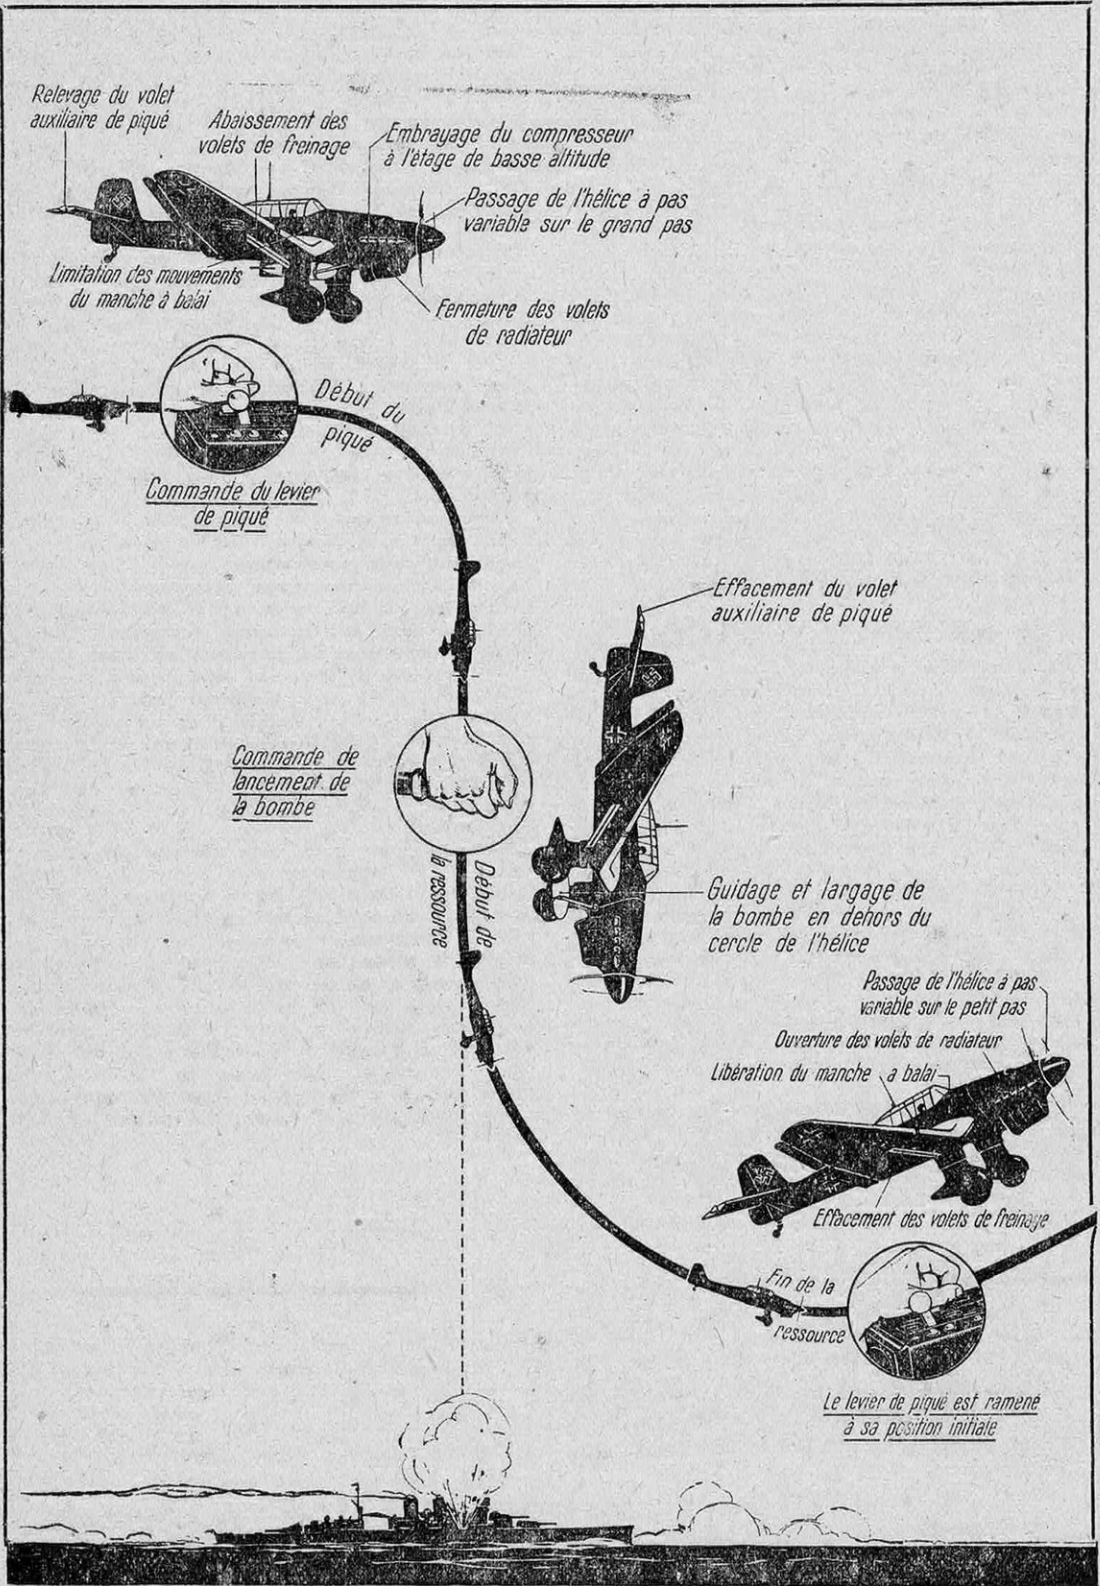 Relevage du volet
auxiliaire de piqué
Abaissement des
volets de freinage
Embrayage du compresseur
à l'étage de basse altitude
Passage de l'hélice à pas
variable sur le grand pas
Limitation des mouvements
du manche à balai
Fermeture des volets
de radiateur
Début du
piqué
Commande du levier
de piqué
Effacement du volet
auxiliaire de piqué
Commande de
lancement de
la bombe
Début de
la ressource
Guidage et largage de
la bombe en dehors du
cercle de l'hélice
Passage de l'hélice à pas
variable sur le petit pas
Ouverture des volets de radiateur
Libération du manche a balai
Effacement des volets de freinage
Fin de la
ressource
Le levier de piqué est ramené
à sa position initiale